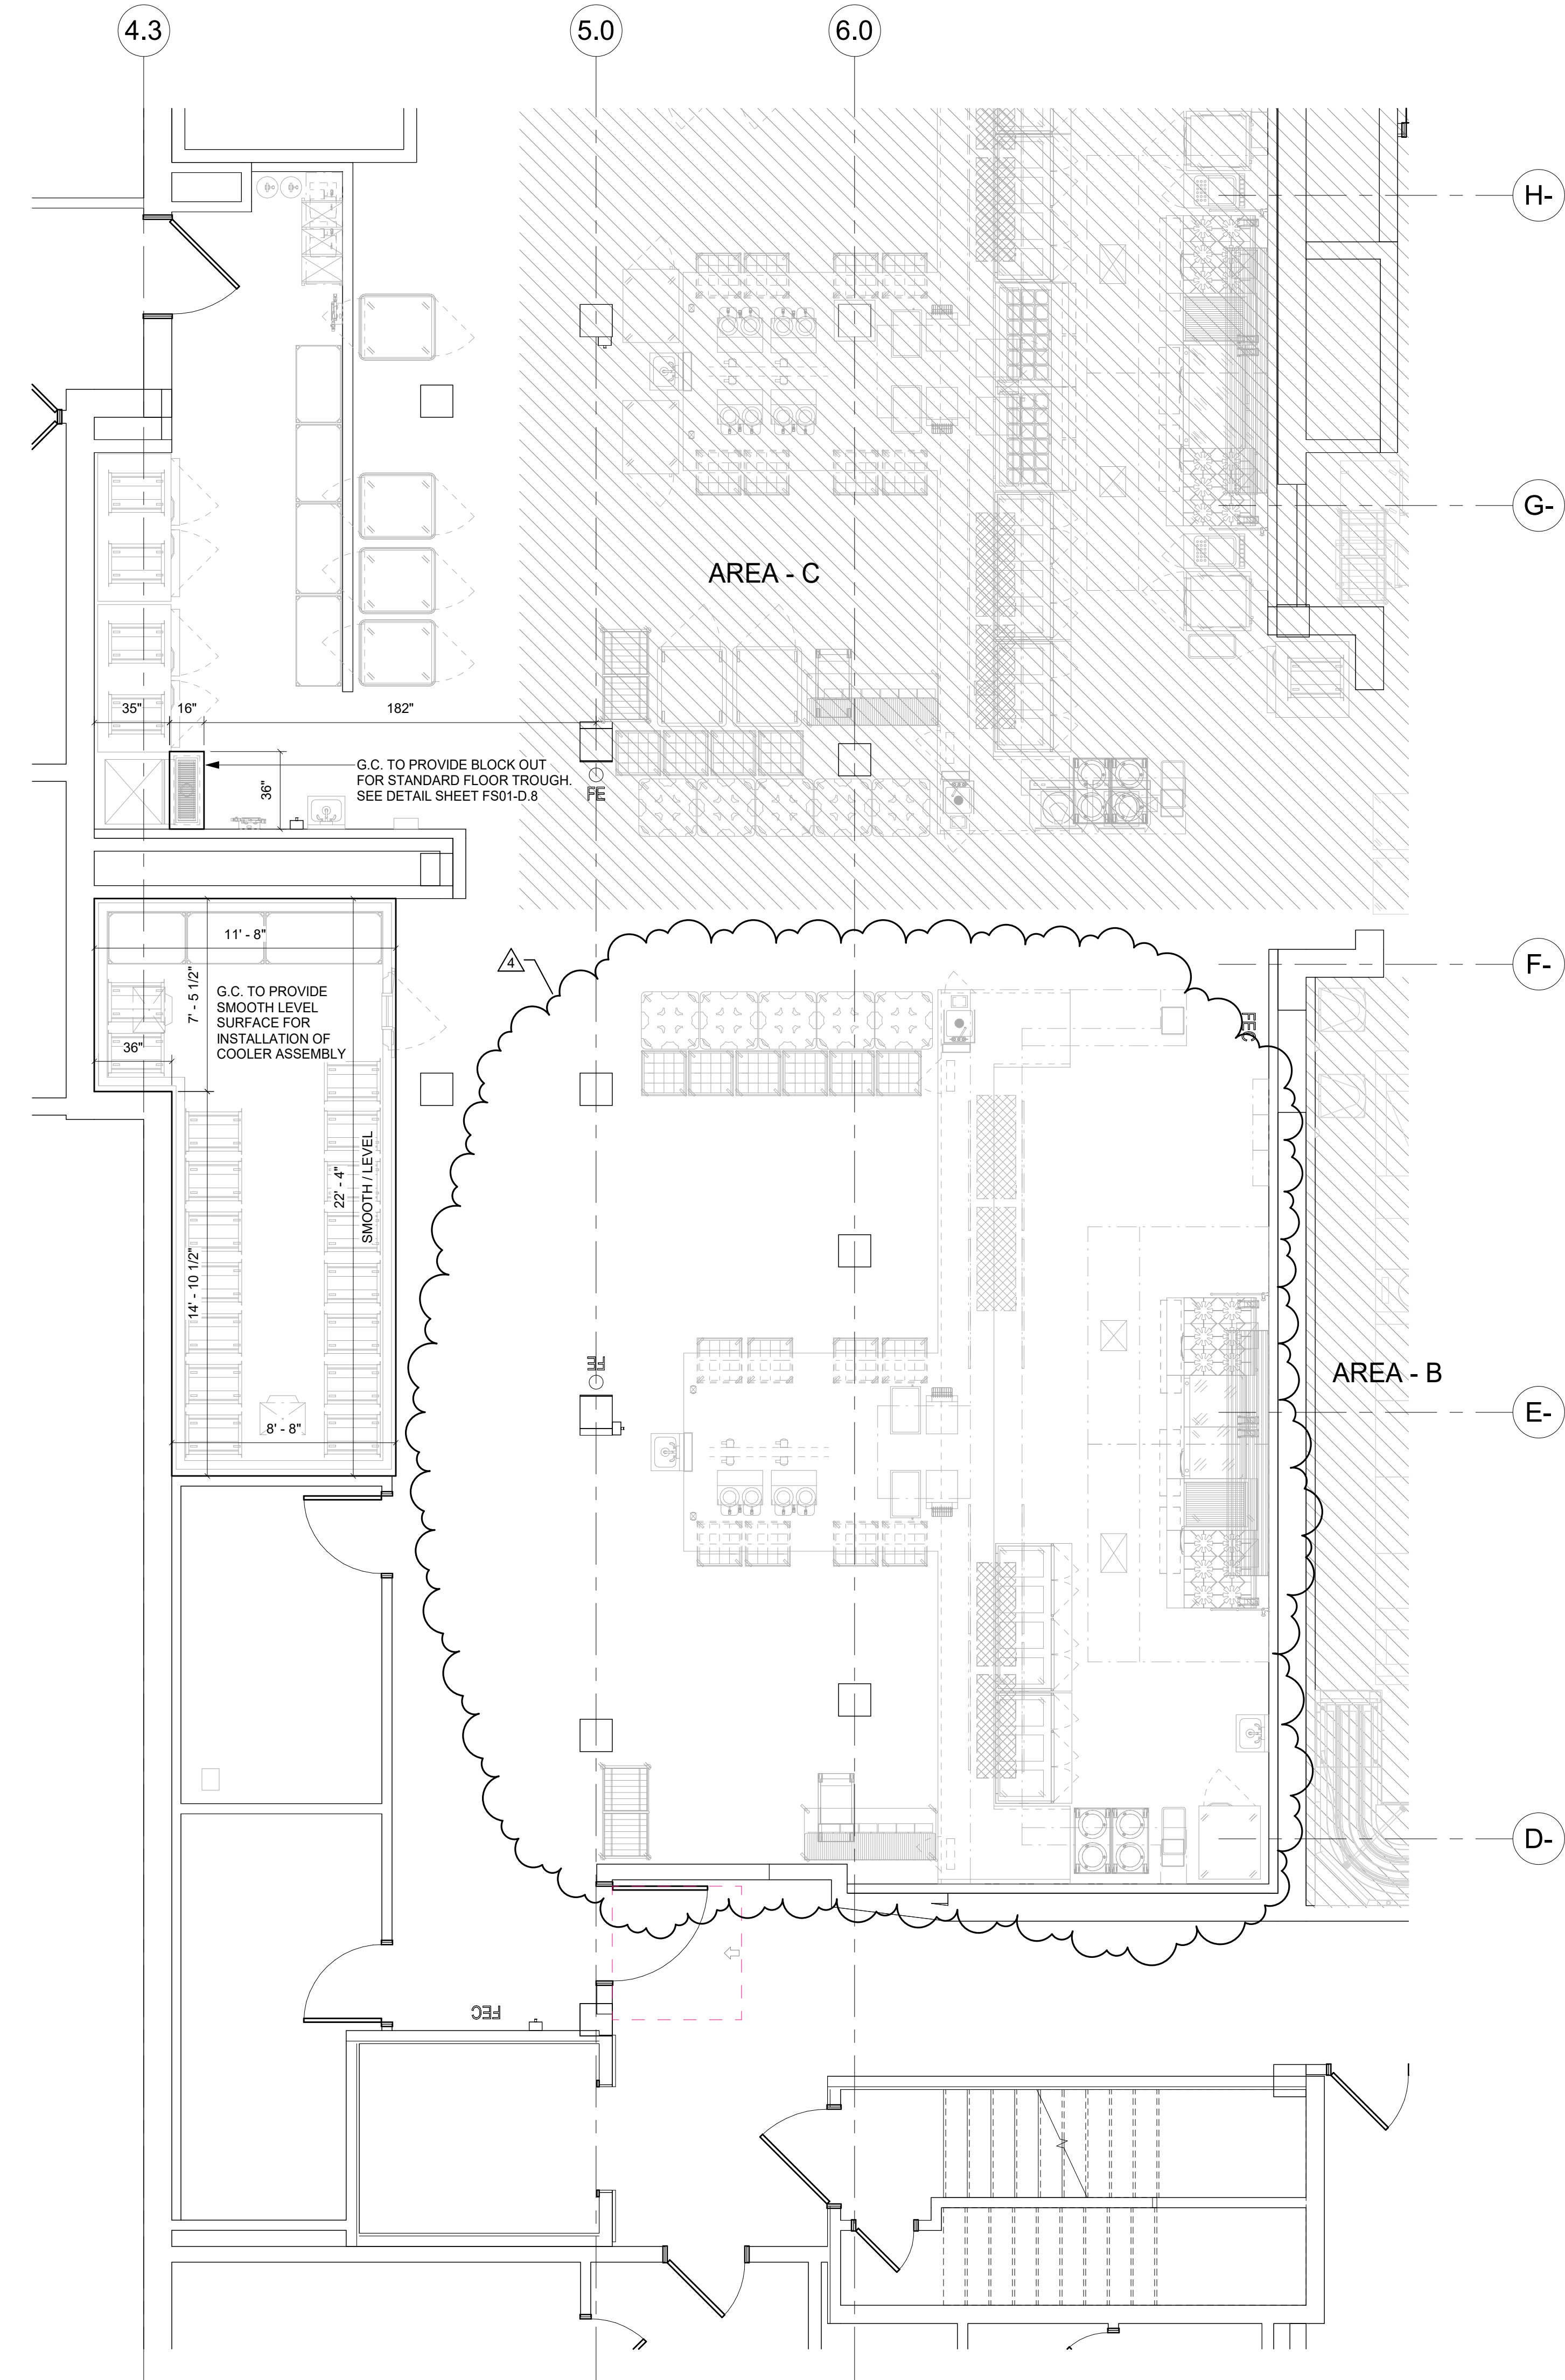 4.3
5.0
6.0
H-
G-
AREA - C
35"
16"
182"
G.C. TO PROVIDE BLOCK OUT
FOR STANDARD FLOOR TROUGH.
SEE DETAIL SHEET FS01-D.8
36"
FE
11' - 8"
4
F-
7' - 5 1/2"
G.C. TO PROVIDE
SMOOTH LEVEL
SURFACE FOR
INSTALLATION OF
COOLER ASSEMBLY
FEC
36"
22' - 4"
SMOOTH / LEVEL
14' - 10 1/2"
FE
AREA - B
E-
8' - 8"
D-
FEC